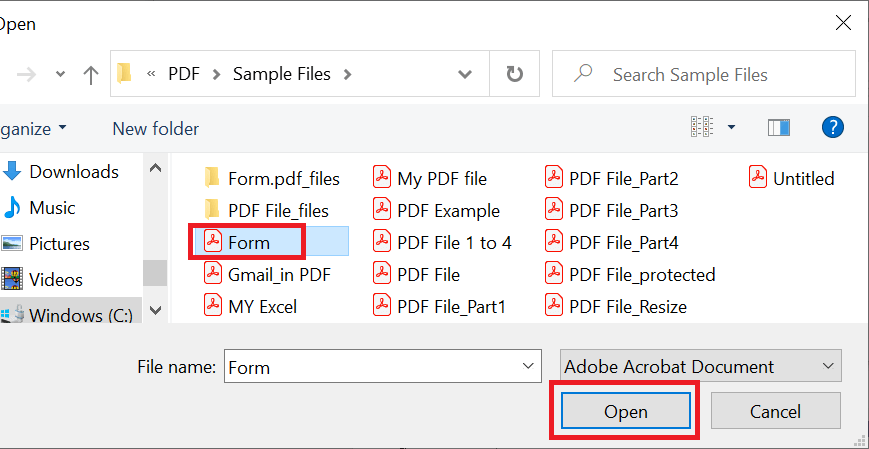 Open
« PDF > Sample Files >
Search Sample Files
ganize
New folder
?
Downloads
Music
Pictures
Videos
Windows (C:)
Form.pdf_files
PDF File_files
Form
Gmail_in PDF
MY Excel
My PDF file
PDF Example
PDF File 1 to 4
PDF File
PDF File_Part1
PDF File_Part2
PDF File_Part3
PDF File_Part4
PDF File_protected
PDF File_Resize
Untitled
File name: Form
Adobe Acrobat Document
Open
Cancel